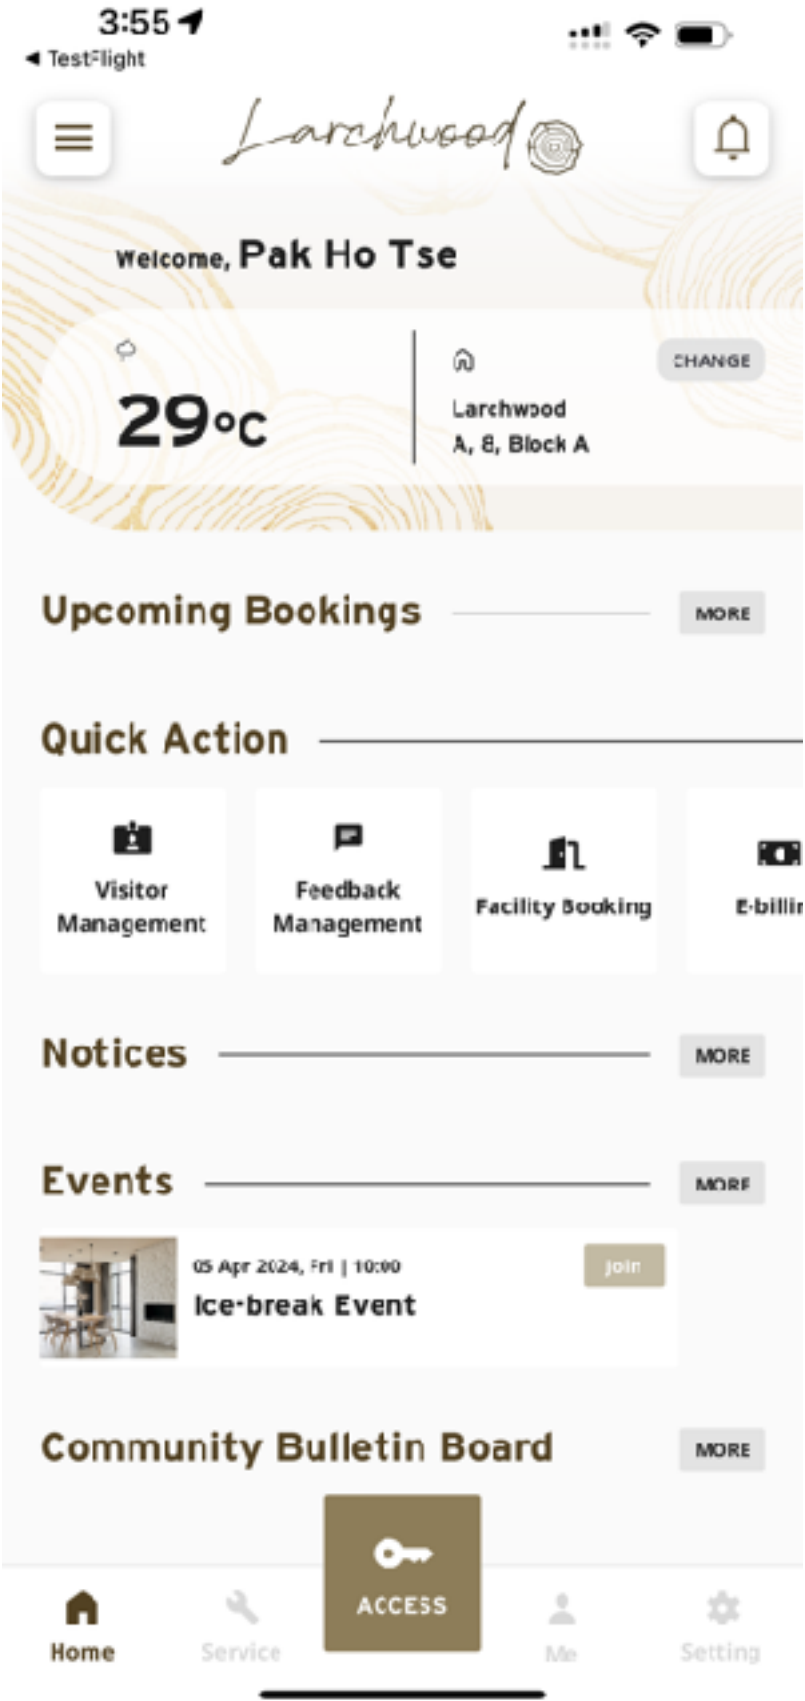 3:55
◀ TestFlight
Larchwood
Welcome, Pak Ho Tse
29°C
CHANGE
Larchwood
A, 8, Block A
Upcoming Bookings
MORE
Quick Action
Visitor
Management
Feedback
Management
Facility Booking
E-billin
Notices
MORE
Events
MORE
05 Apr 2024, Fri | 10:00
Join
Ice-break Event
Community Bulletin Board
MORE
ACCESS
Home
Service
Me
Setting